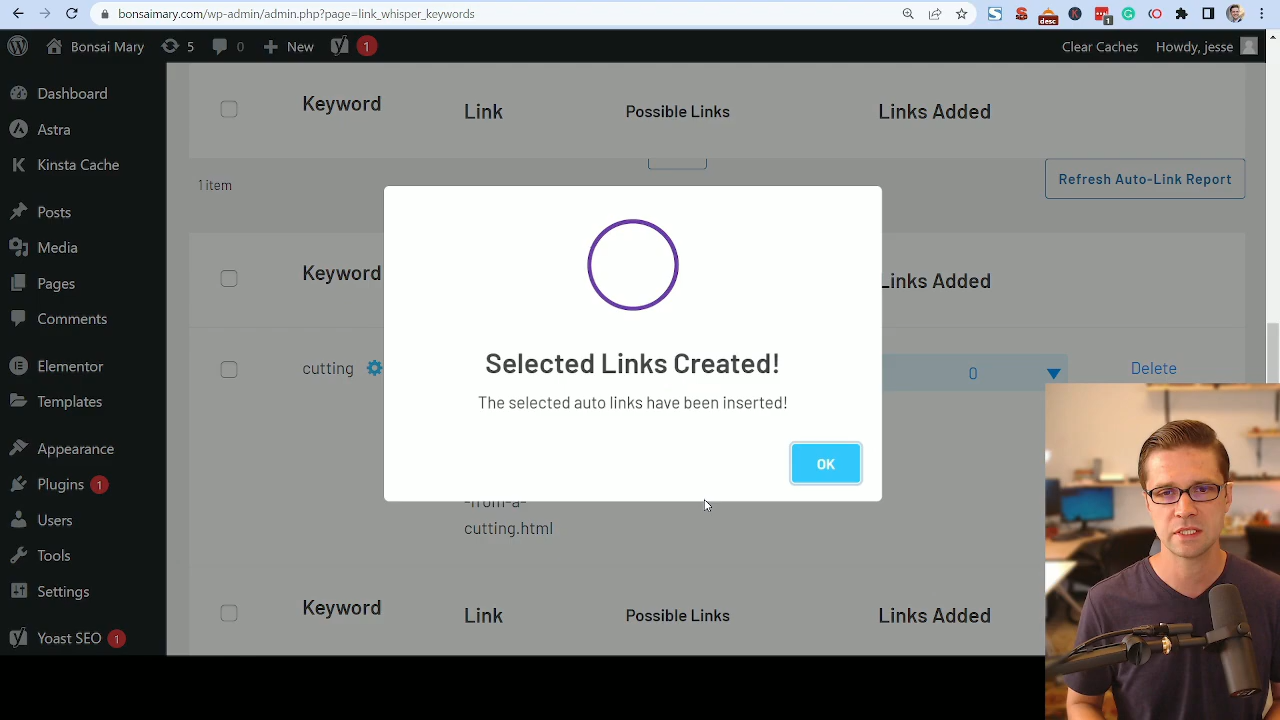 bonsaimary.com/wp-admin/admin.php?page=link_whisper_keywords
desc
1
Bonsai Mary
5
0
New
1
Clear Caches
Howdy, jesse
Dashboard
Astra
Kinsta Cache
Posts
Media
Pages
Comments
Elementor
Templates
Appearance
Plugins 1
Users
Tools
Settings
Yoast SEO 1
Keyword
Link
Possible Links
Links Added
1 item
Refresh Auto-Link Report
Keyword
Links Added
cutting
0
Delete
Selected Links Created!
The selected auto links have been inserted!
OK
-from-a-
cutting.html
Keyword
Link
Possible Links
Links Added